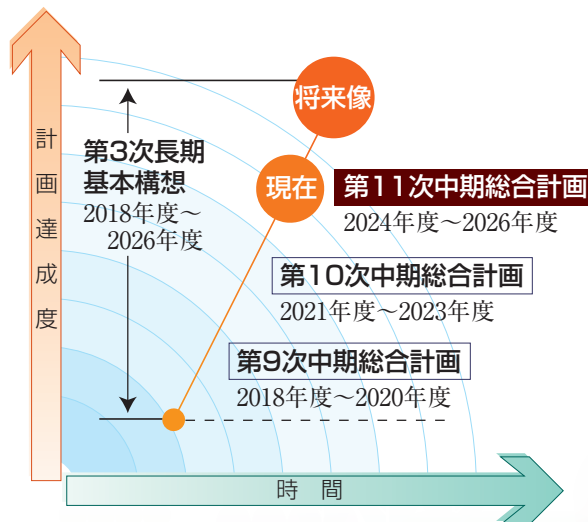 計画達成度
将来像
第3次長期
基本構想
2018年度~
2026年度
現在
第11次中期総合計画
2024年度~2026年度
第10次中期総合計画
2021年度~2023年度
第9次中期総合計画
2018年度~2020年度
時間